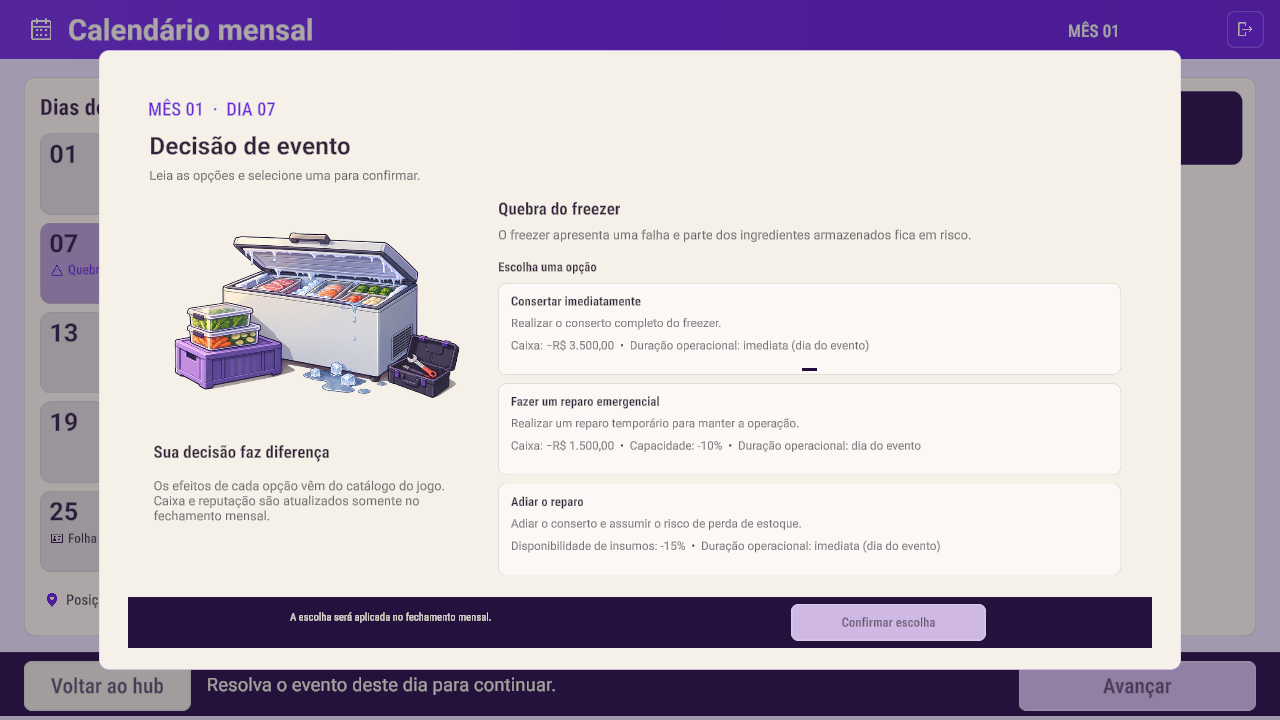 Calendário mensal
MÊS 01
Dias d
01
07
Quebr
13
19
25
Folha
Posiç
MÊS 01 · DIA 07
Decisão de evento
Leia as opções e selecione uma para confirmar.
Sua decisão faz diferença
Os efeitos de cada opção vêm do catálogo do jogo.
Caixa e reputação são atualizados somente no
fechamento mensal.
Quebra do freezer
O freezer apresenta uma falha e parte dos ingredientes armazenados fica em risco.
Escolha uma opção
Consertar imediatamente
Realizar o conserto completo do freezer.
Caixa: −R$ 3.500,00 • Duração operacional: imediata (dia do evento)
Fazer um reparo emergencial
Realizar um reparo temporário para manter a operação.
Caixa: −R$ 1.500,00 • Capacidade: -10% • Duração operacional: dia do evento
Adiar o reparo
Adiar o conserto e assumir o risco de perda de estoque.
Disponibilidade de insumos: -15% • Duração operacional: imediata (dia do evento)
A escolha será aplicada no fechamento mensal.
Confirmar escolha
Voltar ao hub
Resolva o evento deste dia para continuar.
Avançar